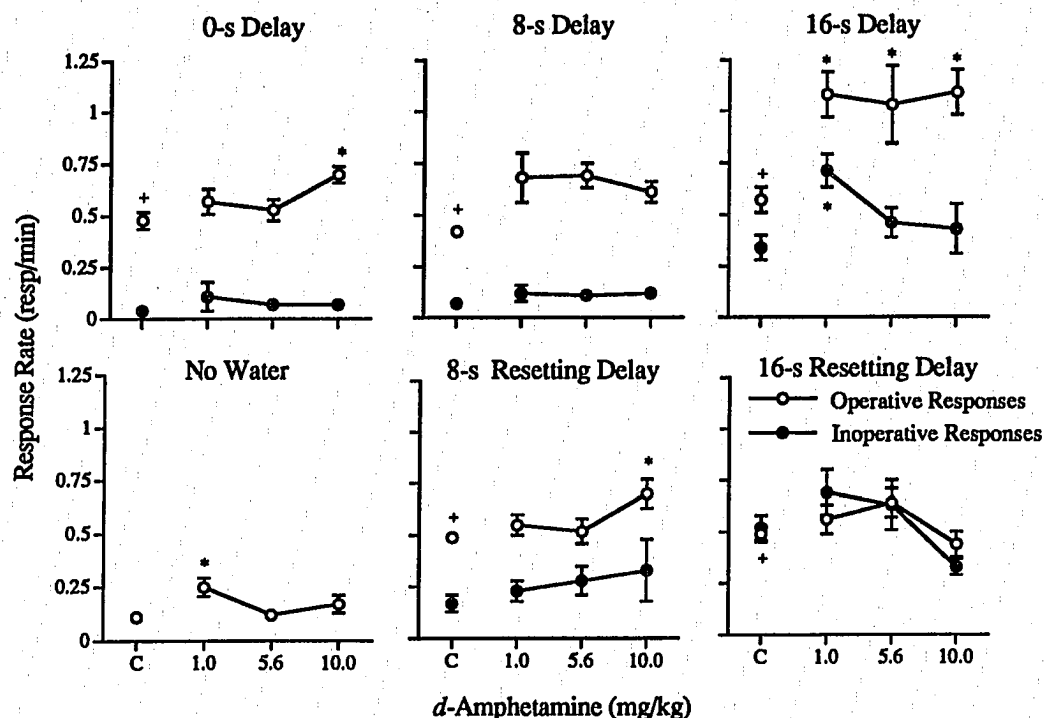 0-s Delay
8-s Delay
16-s Delay
Response Rate (resp/min)
1.25
1
0.75
0.5
0.25
0
+
*
+
+
*
*
*
*
No Water
8-s Resetting Delay
16-s Resetting Delay
Operative Responses
Inoperative Responses
1.25
1
0.75
0.5
0.25
0
*
+
*
+
C 1.0 5.6 10.0
C 1.0 5.6 10.0
C 1.0 5.6 10.0
d-Amphetamine (mg/kg)